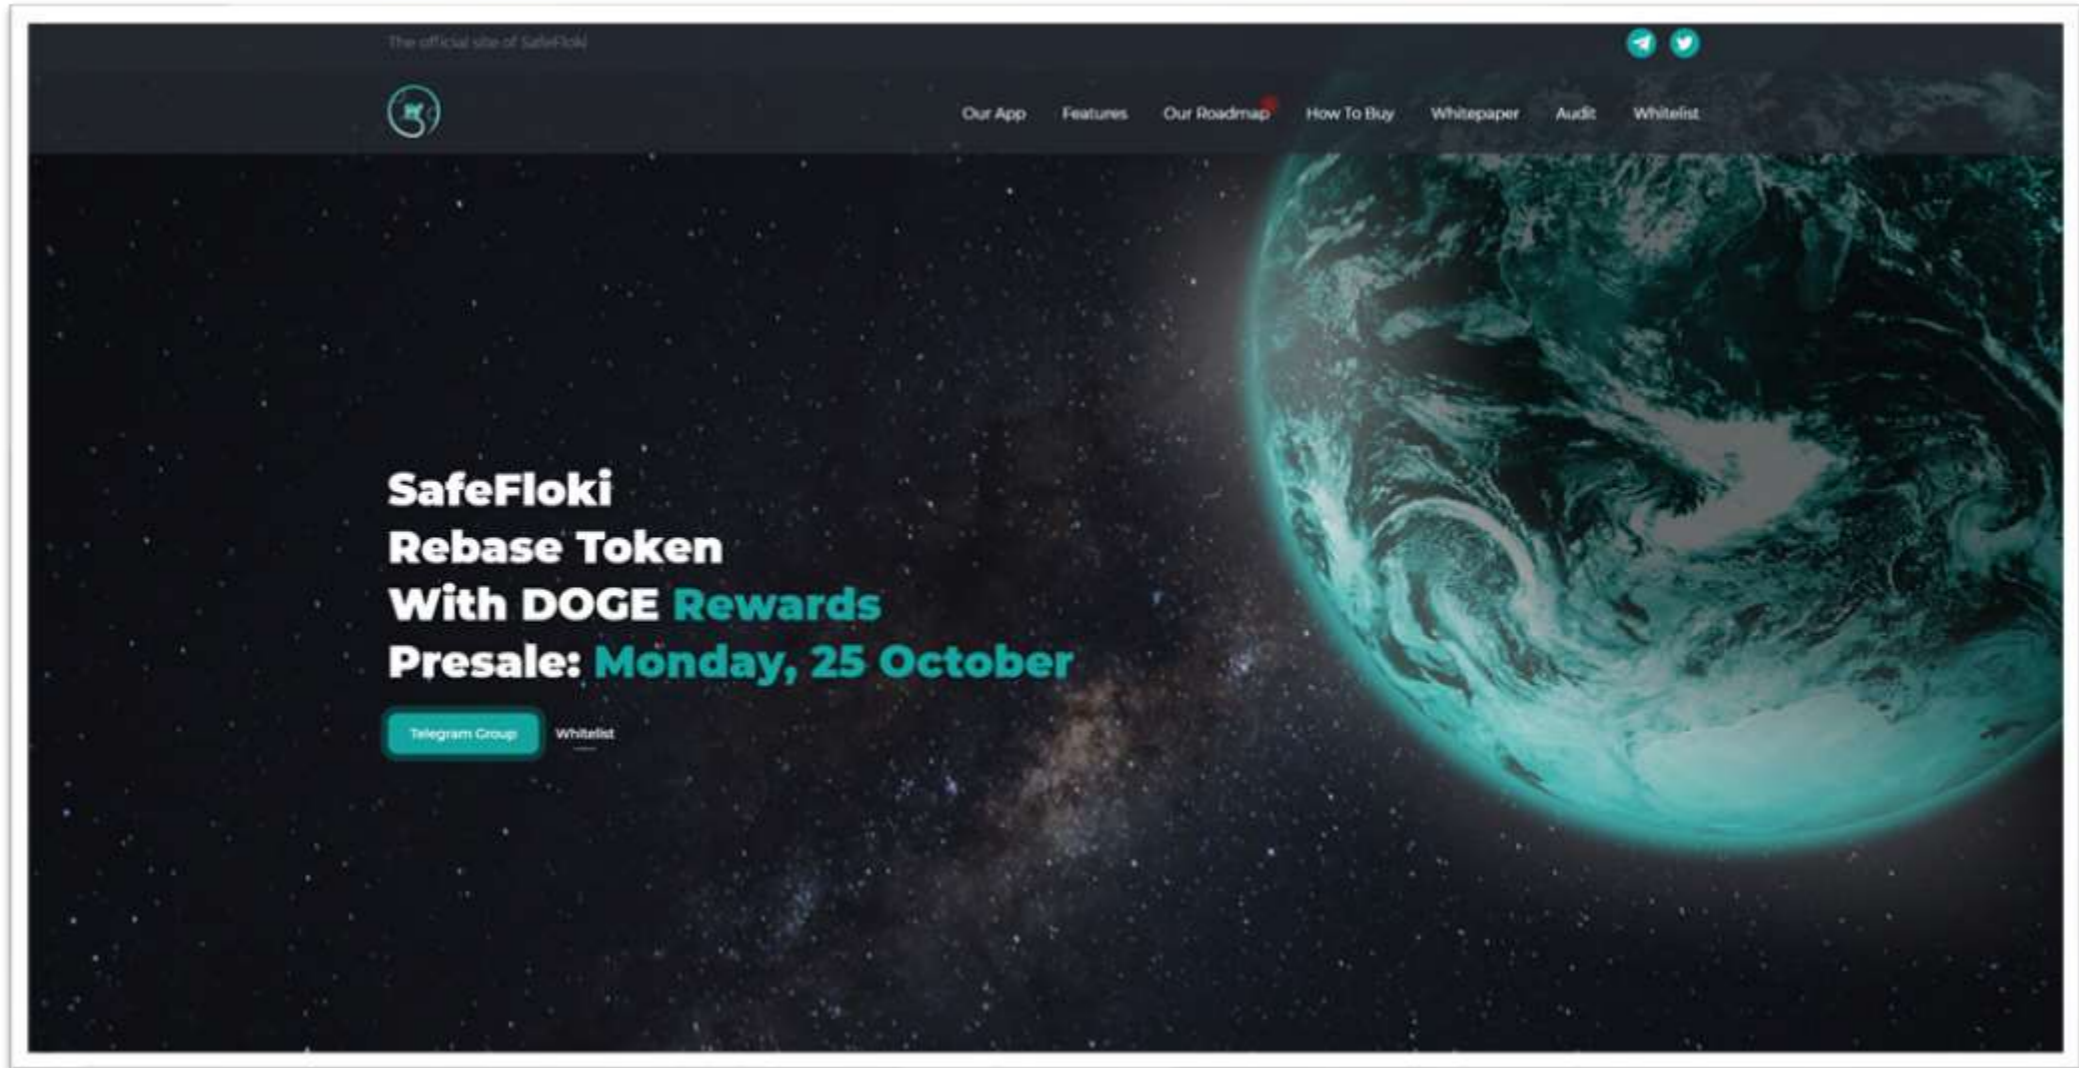 The official site of SafeFloki
Our App Features Our Roadmap How To Buy Whitepaper Audit Whitelist
SafeFloki
Rebase Token
With DOGE Rewards
Presale: Monday, 25 October
Telegram Group Whitelist